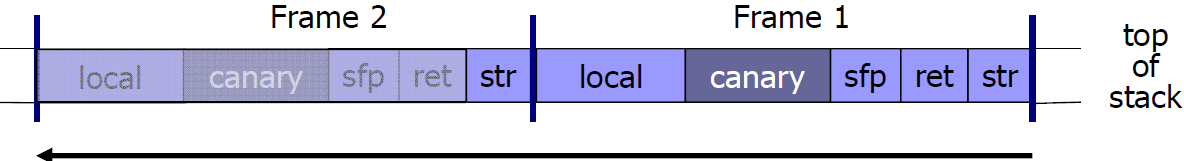 Frame 2 Frame 1
local canary sfp ret str local canary sfp ret str
top
of
stack